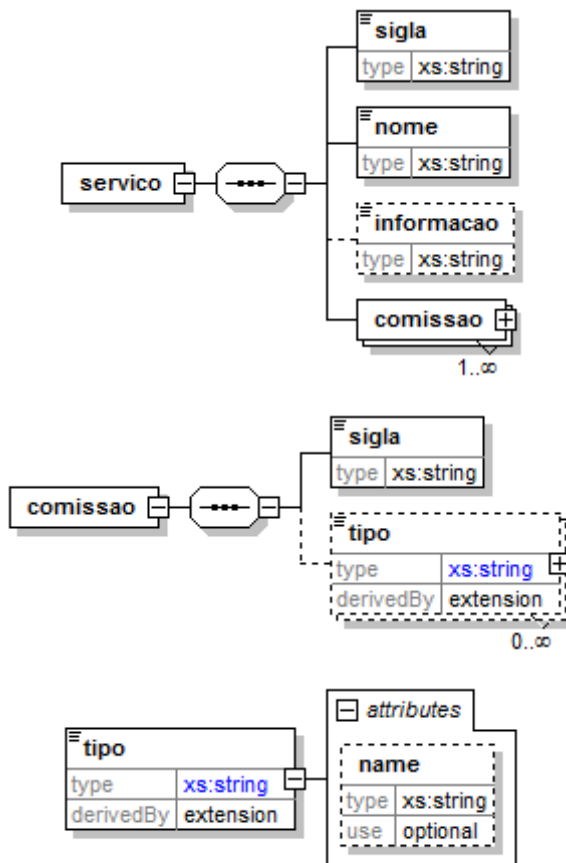 sigla
type xs:string
nome
type xs:string
servico
informacao
type xs:string
comissao
1..∞
sigla
type xs:string
comissao
tipo
type xs:string
derivedBy extension
0..∞
attributes
tipo
name
type xs:string
type xs:string
derivedBy extension
use optional